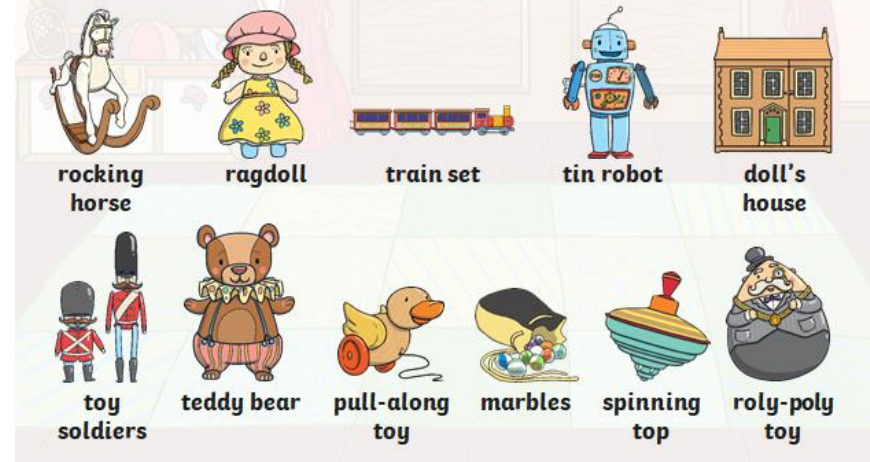 rocking
horse
ragdoll
train set
tin robot
doll's
house
toy
soldiers
teddy bear
pull-along
toy
marbles
spinning
top
roly-poly
toy